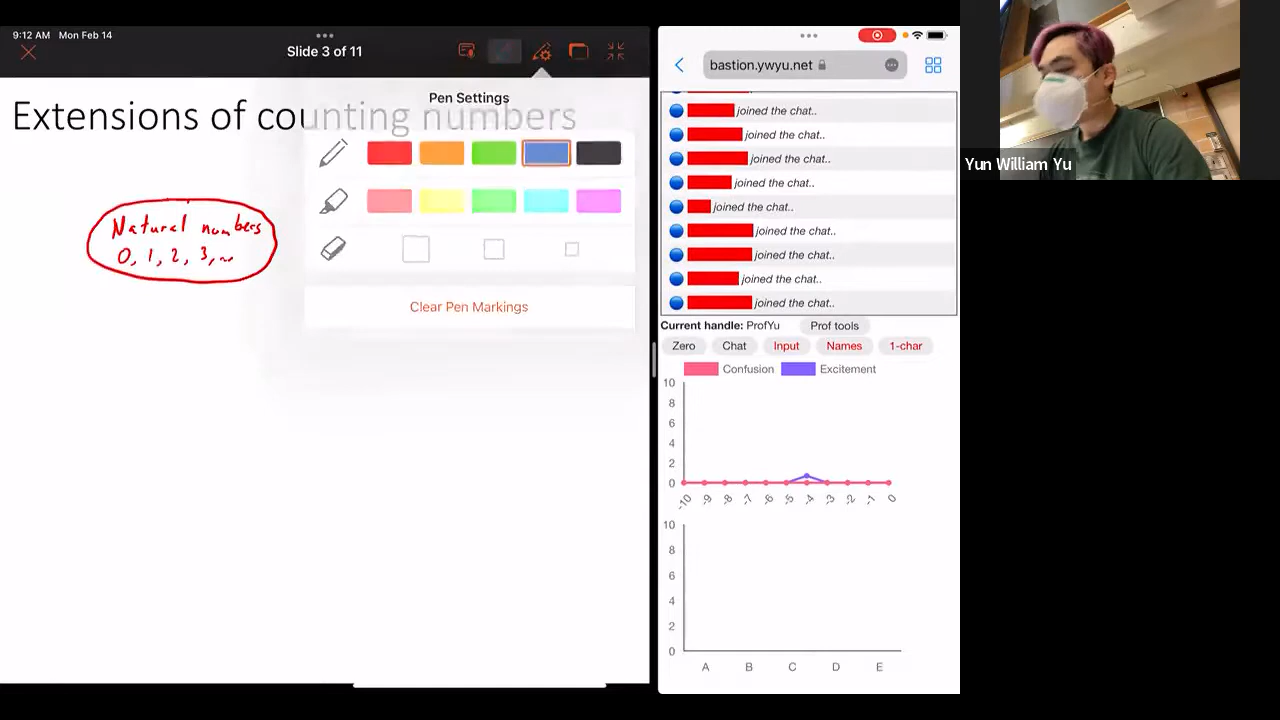 9:12 AM Mon Feb 14
Slide 3 of 11
Pen Settings
Extensions of counting numbers
Natural numbers
0, 1, 2, 3, ~
Clear Pen Markings
bastion.ywyu.net
joined the chat..
joined the chat..
joined the chat..
joined the chat..
joined the chat..
joined the chat..
joined the chat..
joined the chat..
joined the chat..
Current handle: ProfYu Prof tools
Zero Chat Input Names 1-char
Confusion Excitement
10
8
6
4
2
0
-10 -9 -8 -7 -6 -5 -4 -3 -2 -1 0
10
8
6
4
2
0
A B C D E
Yun William Yu